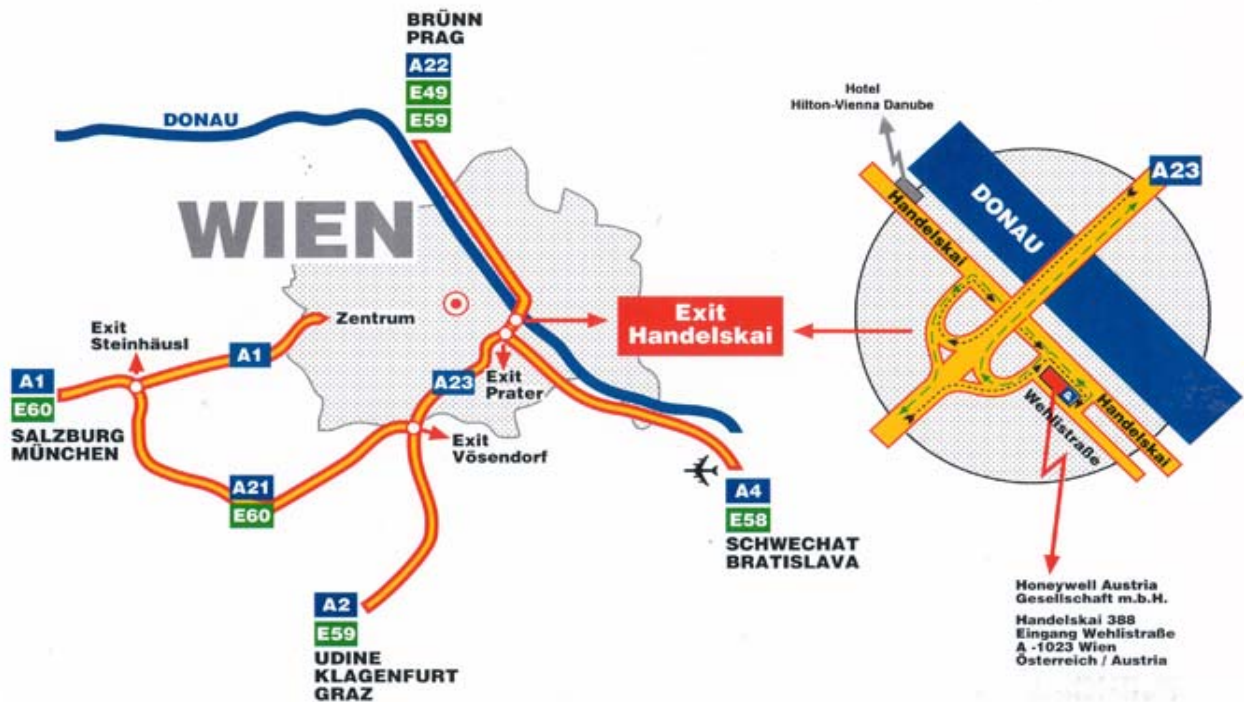 BRÜNN
PRAG
A22
E49
E59
DONAU
WIEN
Exit
Steinhäusl
Zentrum
A1
A1
E60
SALZBURG
MÜNCHEN
A21
E60
A23
Exit
Prater
Exit
Vösendorf
A2
E59
UDINE
KLAGENFURT
GRAZ
A4
E58
SCHWECHAT
BRATISLAVA
Exit
Handelskai
Hotel
Hilton-Vienna Danube
A23
DONAU
Handelskai
Wehlistraße
Handelskai
A
Honeywell Austria
Gesellschaft m.b.H.
Handelskai 388
Eingang Wehlistraße
A -1023 Wien
Österreich / Austria